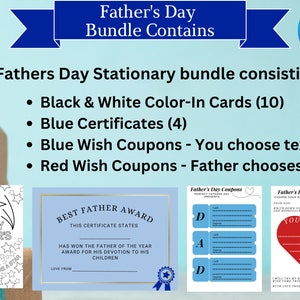 Father's Day
Bundle Contains
Fathers Day Stationary bundle consisti
Black & White Color-In Cards (10)
Blue Certificates (4)
Blue Wish Coupons - You choose te
Red Wish Coupons - Father chooses
BEST FATHER AWARD
THIS CERTIFICATE STATES
HAS WON THE FATHER OF THE YEAR
AWARD FOR HIS DEVOTION TO HIS
CHILDREN
LOVE FROM
Father's Day Coupons
D
A
D
Father's D
YOU